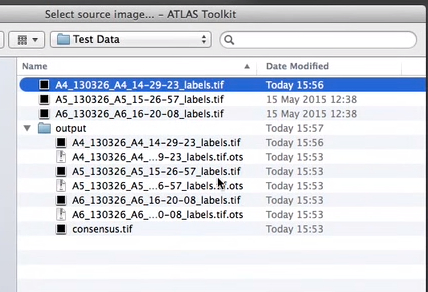 Select source image... – ATLAS Toolkit
Test Data
Name Date Modified
A4_130326_A4_14-29-23_labels.tif Today 15:56
A5_130326_A5_15-26-57_labels.tif 15 May 2015 12:38
A6_130326_A6_16-20-08_labels.tif 15 May 2015 12:38
output Today 15:57
A4_130326_A4_14-29-23_labels.tif Today 15:56
A4_130326_A4_...9-23_labels.tif.ots Today 15:53
A5_130326_A5_15-26-57_labels.tif Today 15:53
A5_130326_A5_...6-57_labels.tif.ots Today 15:53
A6_130326_A6_16-20-08_labels.tif Today 15:53
A6_130326_A6_...0-08_labels.tif.ots Today 15:53
consensus.tif Today 15:53